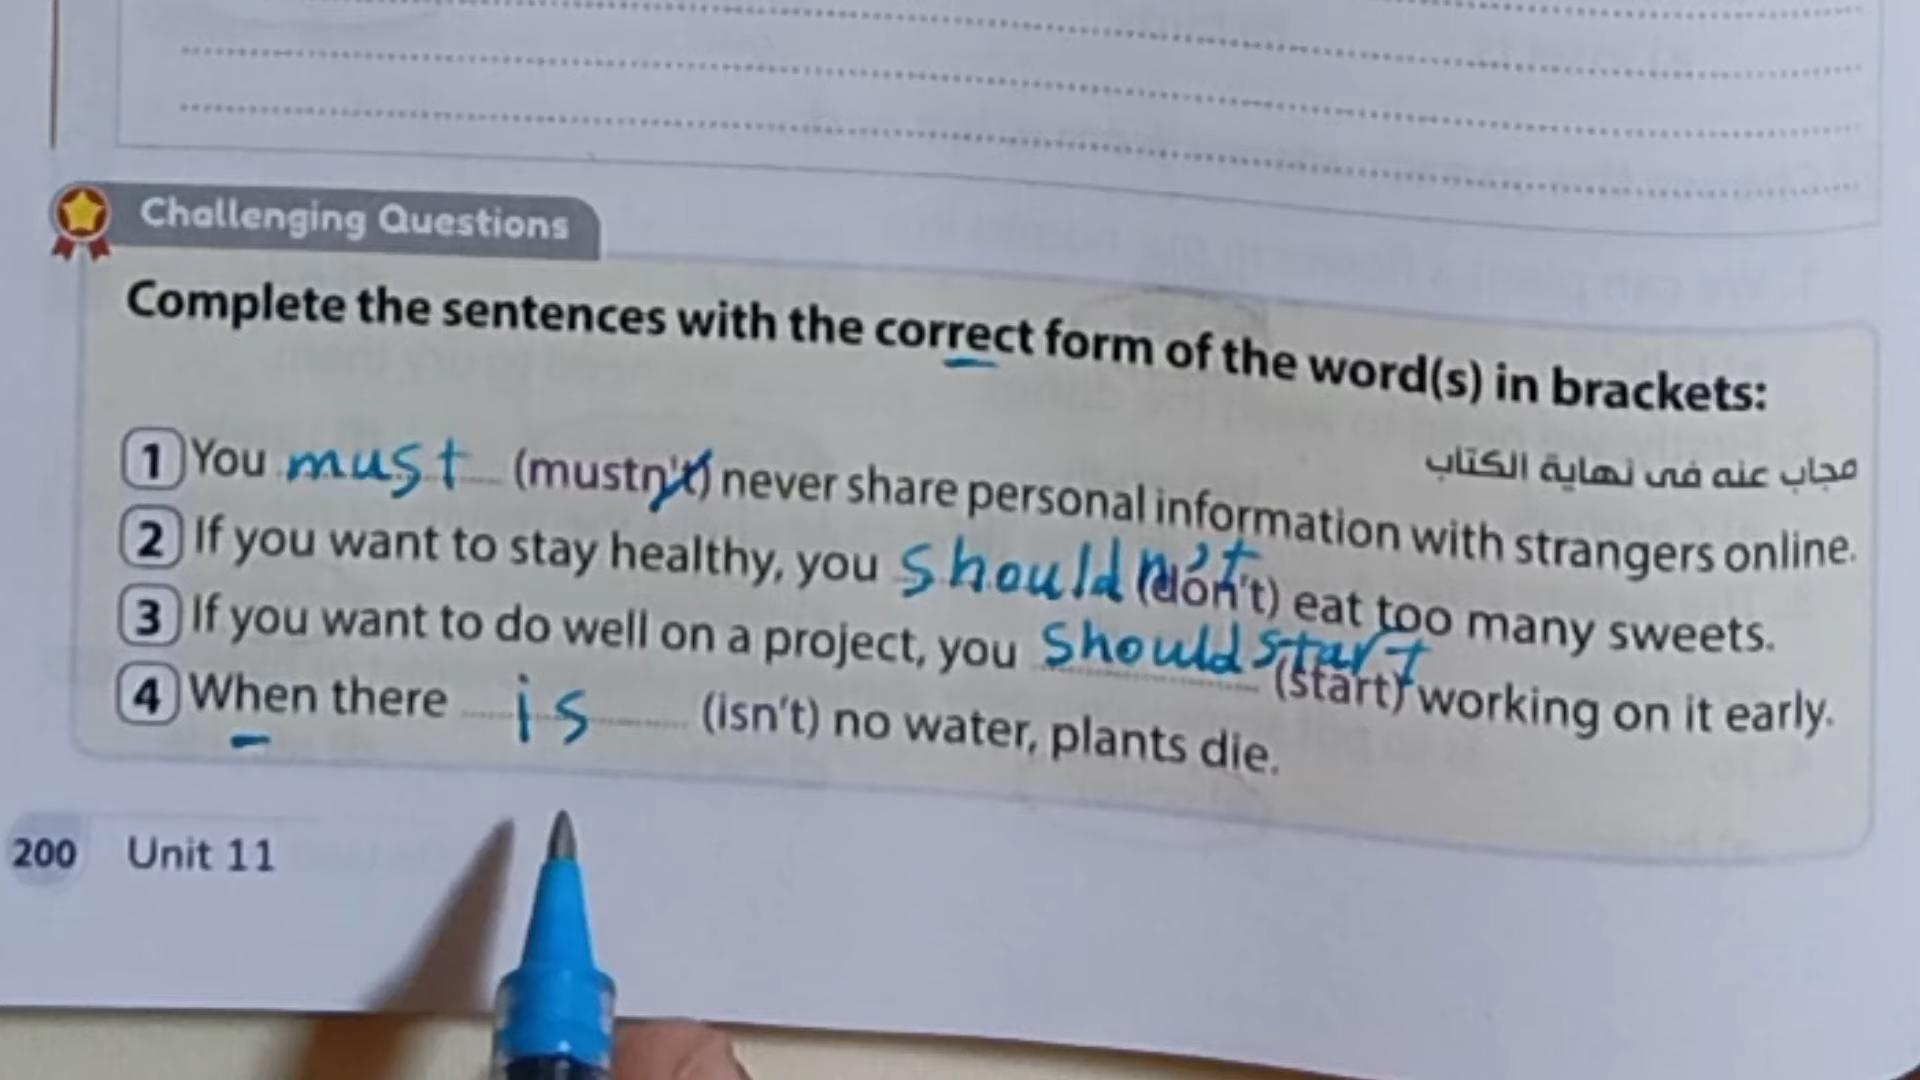 Challenging Questions
Complete the sentences with the correct form of the word(s) in brackets:
مجاب عنه فى نهاية الكتاب
1 You must (mustn't) never share personal information with strangers online.
2 If you want to stay healthy, you shouldn't (don't) eat too many sweets.
3 If you want to do well on a project, you should start (start) working on it early.
4 When there is (isn't) no water, plants die.
200 Unit 11